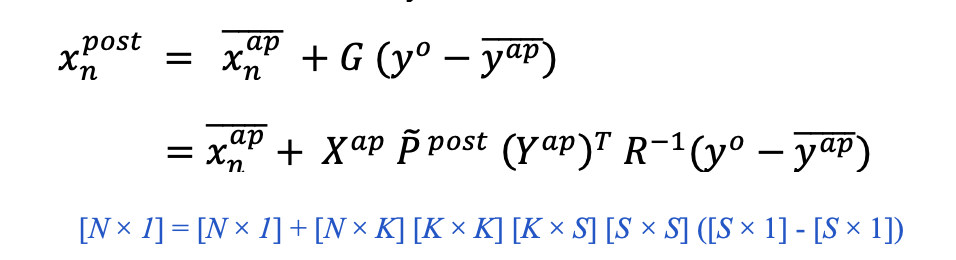 x_n^{post} = \overline{x_n^{ap}} + G (y^o − \overline{y^{ap}})
= \overline{x_n^{ap}} + X^{ap} P̃^{post} (Y^{ap})^T R^{−1}(y^o − \overline{y^{ap}})
[N × 1] = [N × 1] + [N × K] [K × K] [K × S] [S × S] ([S × 1] - [S × 1])